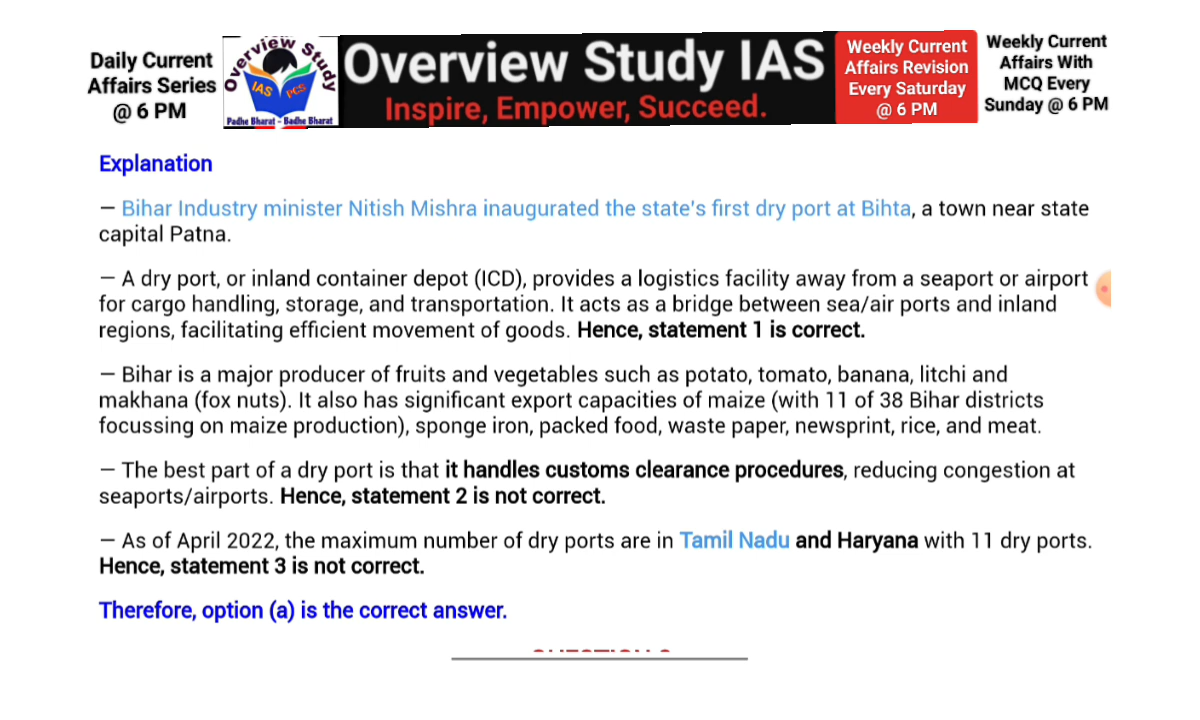 Daily Current
Affairs Series
@ 6 PM
Overview Study
IAS PCS
Padhe Bharat - Badhe Bharat
Overview Study IAS
Inspire, Empower, Succeed.
Weekly Current
Affairs Revision
Every Saturday
@ 6 PM
Weekly Current
Affairs With
MCQ Every
Sunday @ 6 PM
Explanation
— Bihar Industry minister Nitish Mishra inaugurated the state's first dry port at Bihta, a town near state
capital Patna.
— A dry port, or inland container depot (ICD), provides a logistics facility away from a seaport or airport
for cargo handling, storage, and transportation. It acts as a bridge between sea/air ports and inland
regions, facilitating efficient movement of goods. Hence, statement 1 is correct.
— Bihar is a major producer of fruits and vegetables such as potato, tomato, banana, litchi and
makhana (fox nuts). It also has significant export capacities of maize (with 11 of 38 Bihar districts
focussing on maize production), sponge iron, packed food, waste paper, newsprint, rice, and meat.
— The best part of a dry port is that it handles customs clearance procedures, reducing congestion at
seaports/airports. Hence, statement 2 is not correct.
— As of April 2022, the maximum number of dry ports are in Tamil Nadu and Haryana with 11 dry ports.
Hence, statement 3 is not correct.
Therefore, option (a) is the correct answer.